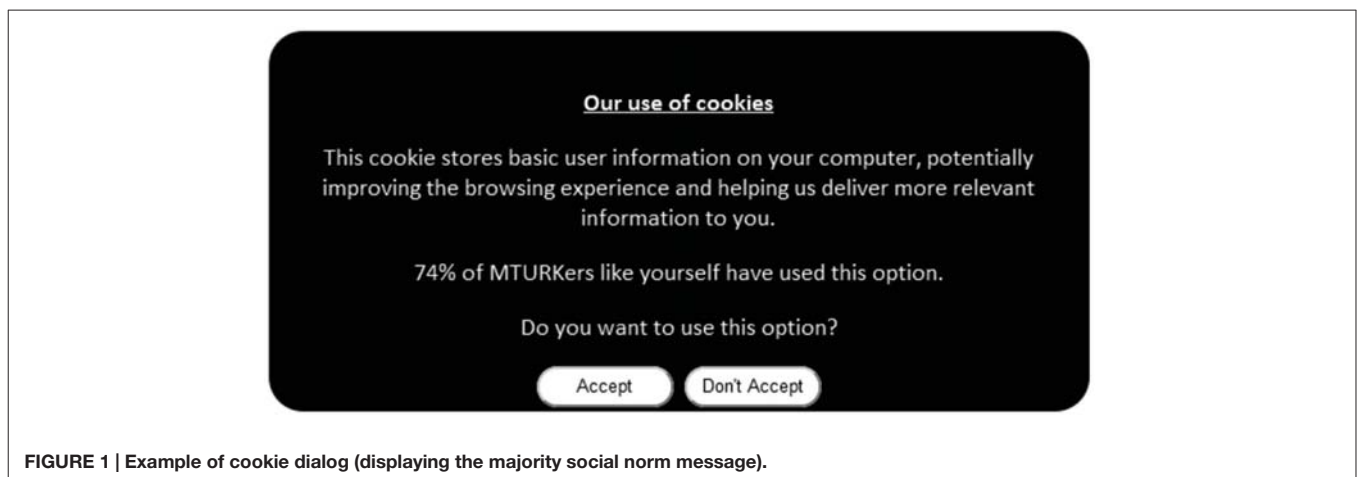 Our use of cookies
This cookie stores basic user information on your computer, potentially
improving the browsing experience and helping us deliver more relevant
information to you.
74% of MTURKers like yourself have used this option.
Do you want to use this option?
Accept Don't Accept
FIGURE 1 | Example of cookie dialog (displaying the majority social norm message).